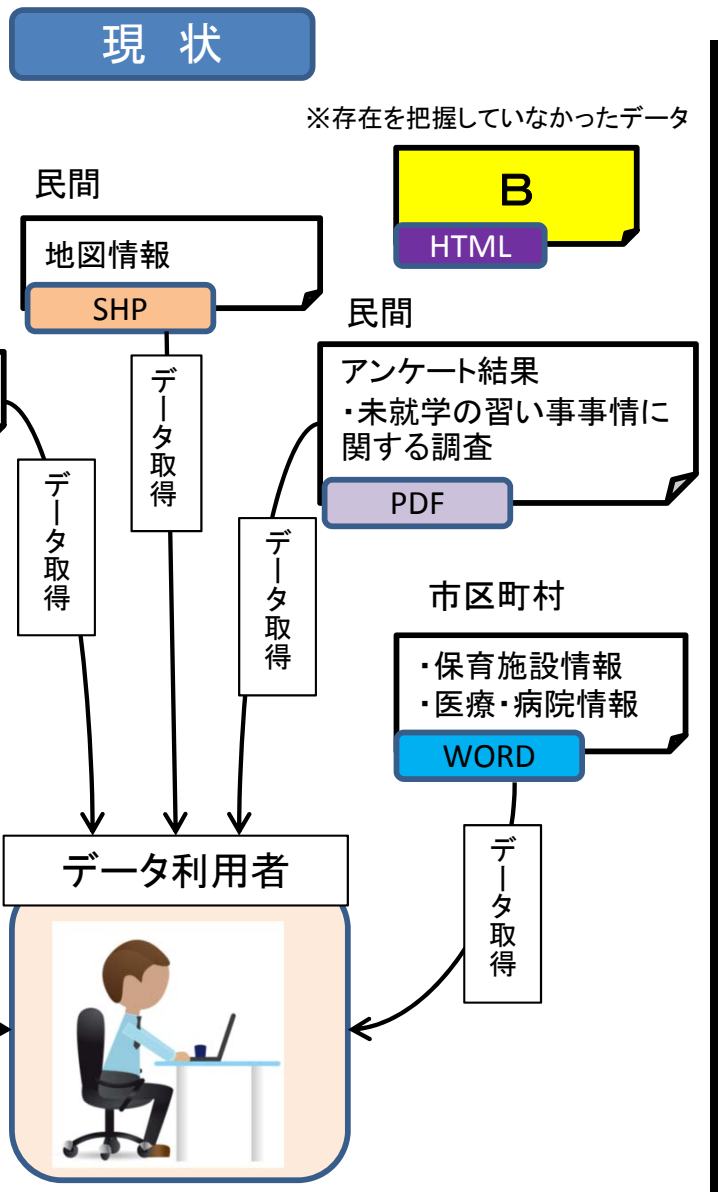 現 状
※存在を把握していなかったデータ
B
HTML
民間
地図情報
SHP
民間
アンケート結果
・未就学の習い事事情に
関する調査
PDF
データ取得
データ取得
データ取得
市区町村
・保育施設情報
・医療・病院情報
WORD
データ取得
データ利用者